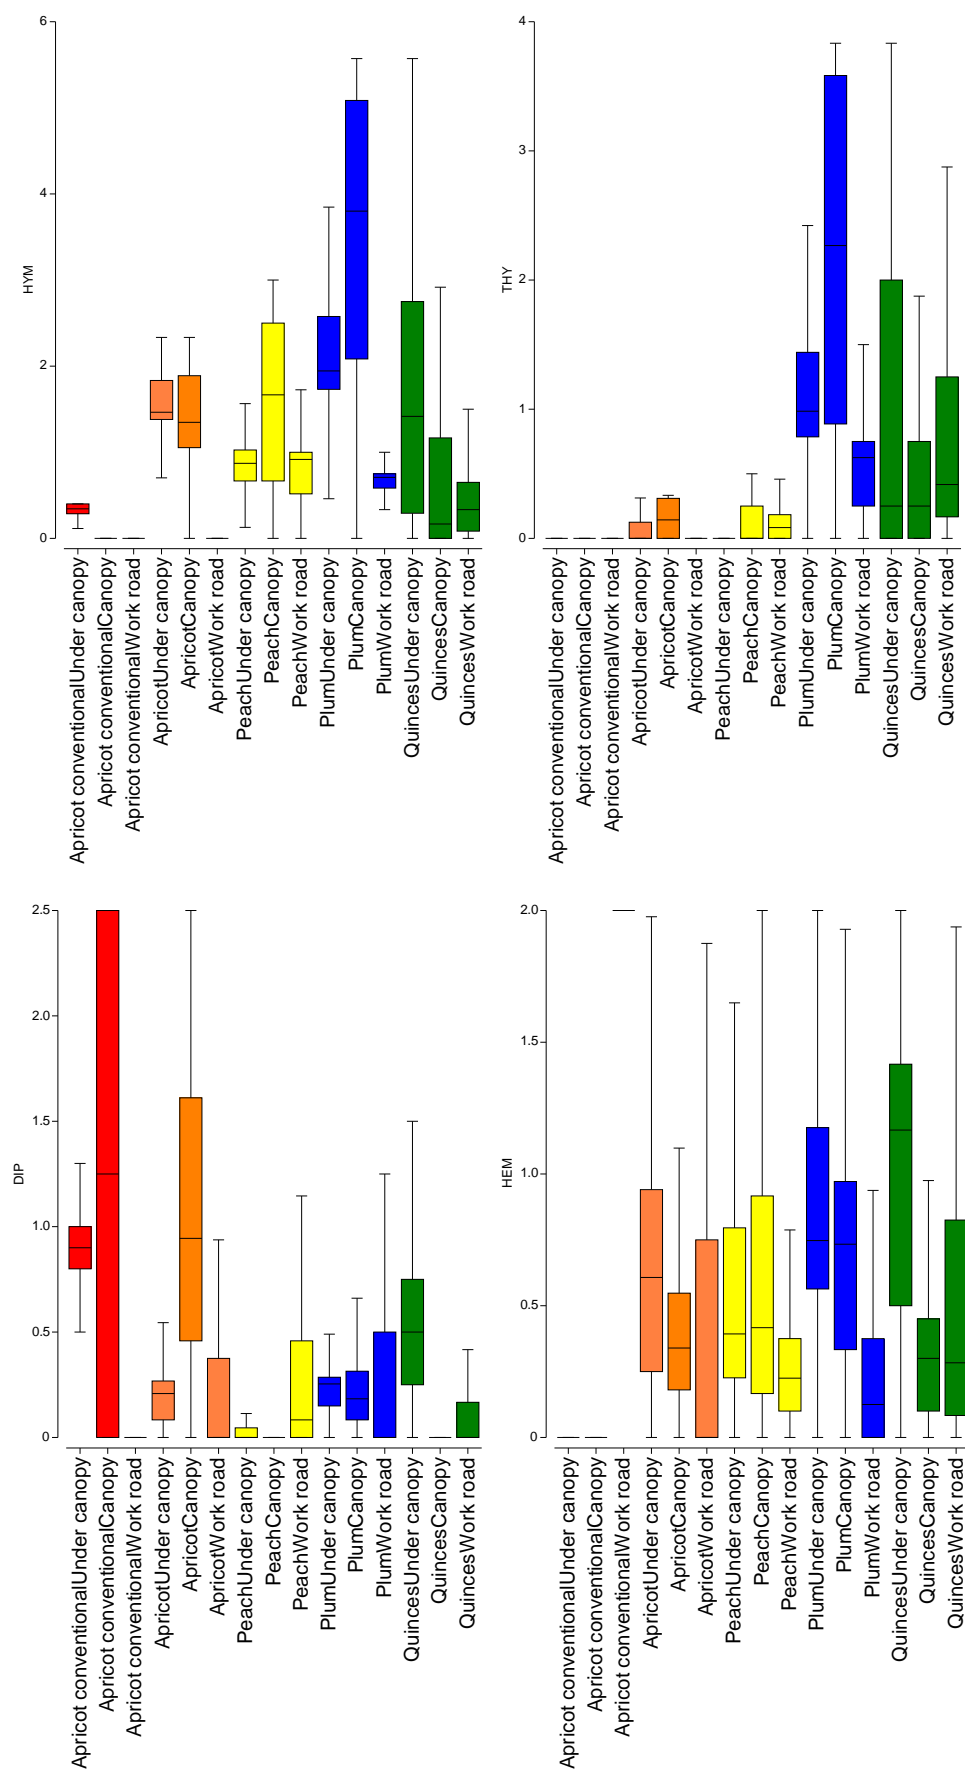 6
4
2
0
HYM
Apricot conventionalUnder canopy
Apricot conventionalCanopy
Apricot conventionalWork road
ApricotUnder canopy
ApricotCanopy
ApricotWork road
PeachUnder canopy
PeachCanopy
PeachWork road
PlumUnder canopy
PlumCanopy
PlumWork road
QuincesUnder canopy
QuincesCanopy
QuincesWork road
4
3
2
1
0
THY
Apricot conventionalUnder canopy
Apricot conventionalCanopy
Apricot conventionalWork road
ApricotUnder canopy
ApricotCanopy
ApricotWork road
PeachUnder canopy
PeachCanopy
PeachWork road
PlumUnder canopy
PlumCanopy
PlumWork road
QuincesUnder canopy
QuincesCanopy
QuincesWork road
2.5
2.0
1.5
1.0
0.5
0
DIP
Apricot conventionalUnder canopy
Apricot conventionalCanopy
Apricot conventionalWork road
ApricotUnder canopy
ApricotCanopy
ApricotWork road
PeachUnder canopy
PeachCanopy
PeachWork road
PlumUnder canopy
PlumCanopy
PlumWork road
QuincesUnder canopy
QuincesCanopy
QuincesWork road
2.0
1.5
1.0
0.5
0
HEM
Apricot conventionalUnder canopy
Apricot conventionalCanopy
Apricot conventionalWork road
ApricotUnder canopy
ApricotCanopy
ApricotWork road
PeachUnder canopy
PeachCanopy
PeachWork road
PlumUnder canopy
PlumCanopy
PlumWork road
QuincesUnder canopy
QuincesCanopy
QuincesWork road